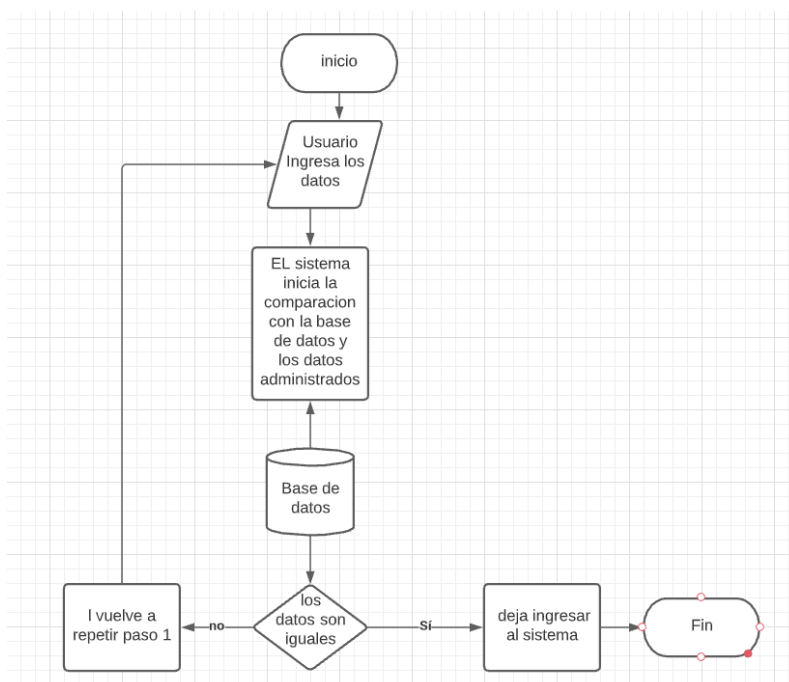 inicio
Usuario
Ingresa los
datos
EL sistema
inicia la
comparacion
con la base
de datos y
los datos
administrados
Base de
datos
los
datos son
iguales
no
Sí
I vuelve a
repetir paso 1
deja ingresar
al sistema
Fin